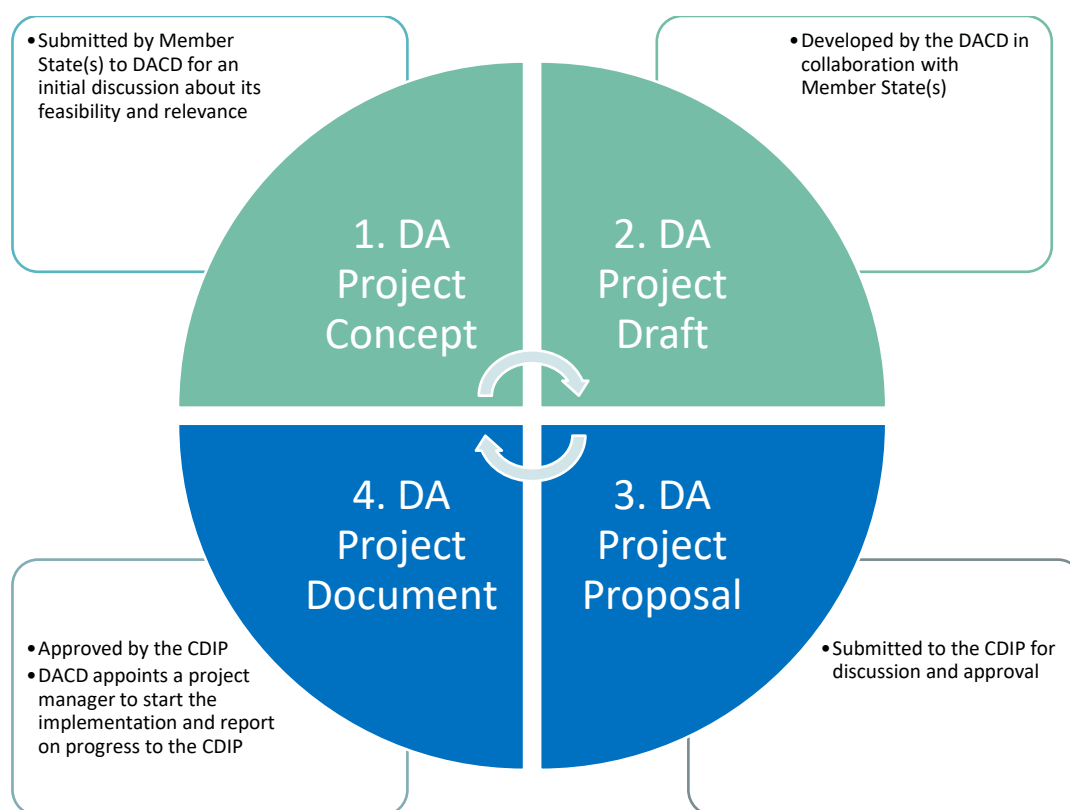 •Submitted by Member
State(s) to DACD for an
initial discussion about its
feasibility and relevance
•Developed by the DACD in
collaboration with
Member State(s)
1. DA
Project
Concept
2. DA
Project
Draft
4. DA
Project
Document
3. DA
Project
Proposal
•Approved by the CDIP
•DACD appoints a project
manager to start the
implementation and report
on progress to the CDIP
•Submitted to the CDIP for
discussion and approval